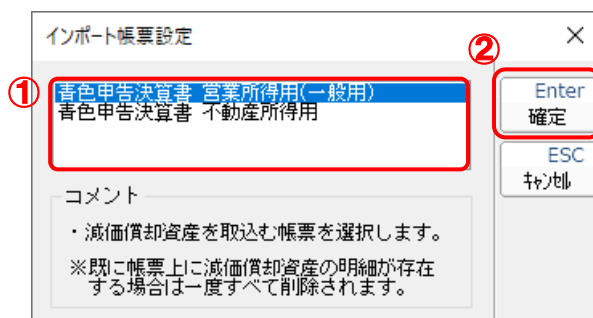 インポート帳票設定
②
①
青色申告決算書 営業所得用(一般用)
青色申告決算書 不動産所得用
Enter
確定
ESC
ｷｬﾝｾﾙ
コメント
・減価償却資産を取込む帳票を選択します。
※既に帳票上に減価償却資産の明細が存在
する場合は一度すべて削除されます。